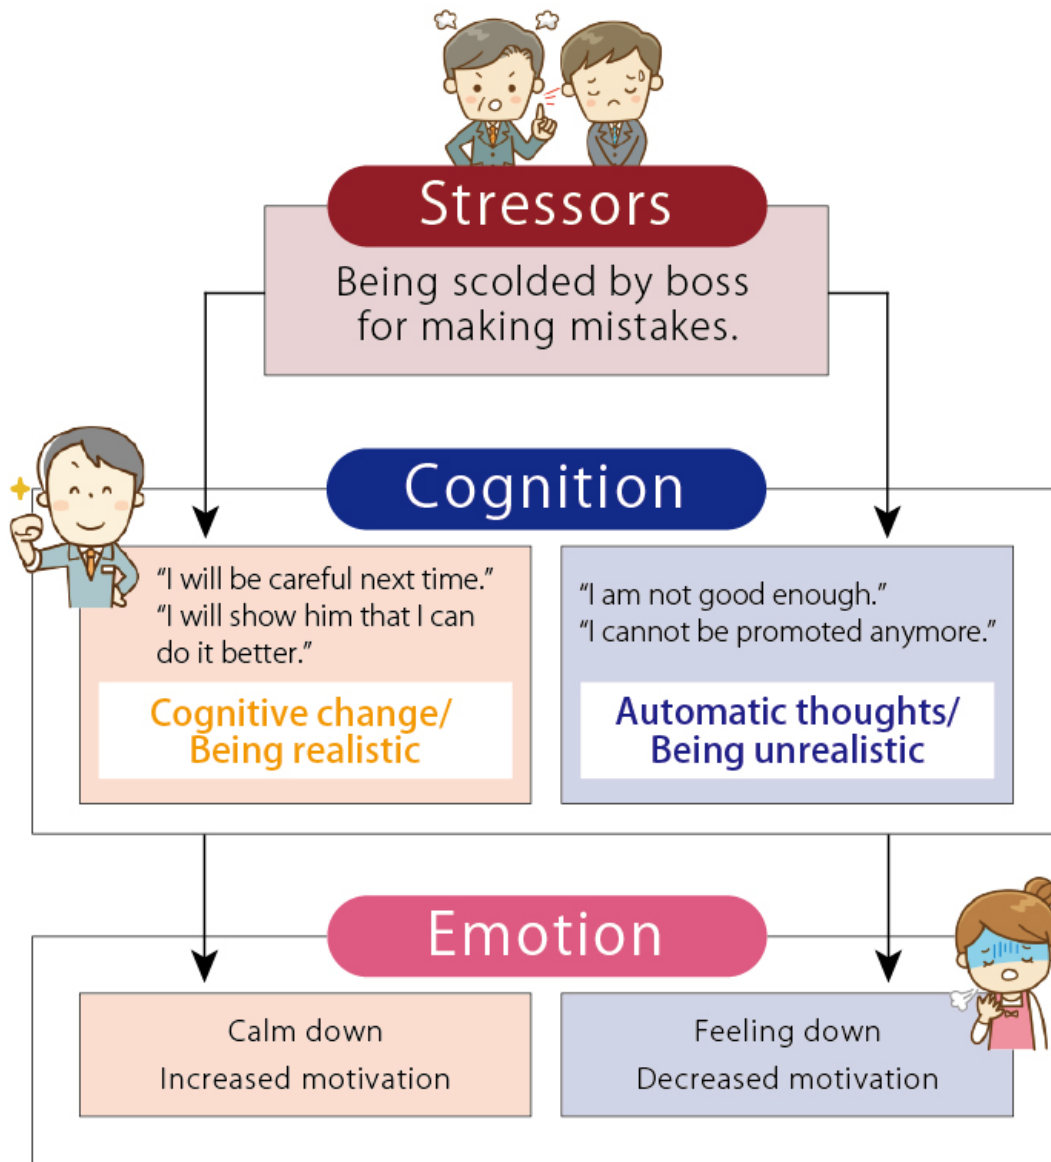 Stressors
Being scolded by boss
for making mistakes.
Cognition
“I will be careful next time.”
“I will show him that I can
do it better.”
Cognitive change/
Being realistic
“I am not good enough.”
“I cannot be promoted anymore.”
Automatic thoughts/
Being unrealistic
Emotion
Calm down
Increased motivation
Feeling down
Decreased motivation